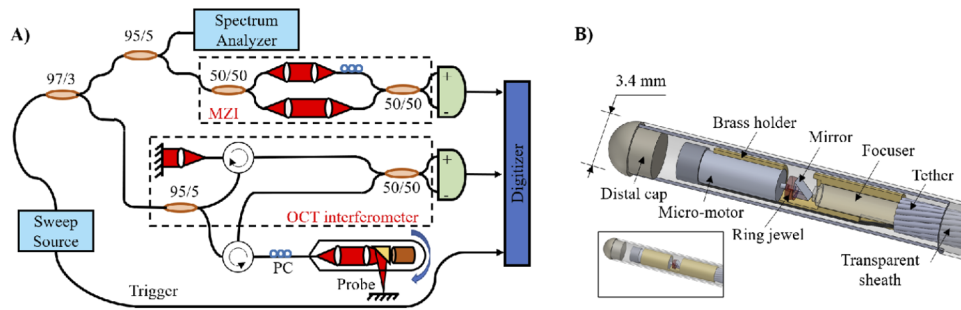 A)
Spectrum
Analyzer
95/5
97/3
50/50
MZI
50/50
+
-
Digitizer
95/5
50/50
+
-
OCT interferometer
Sweep
Source
PC
Probe
Trigger
B)
3.4 mm
Brass holder
Mirror
Focuser
Tether
Distal cap
Micro-motor
Ring jewel
Transparent
sheath